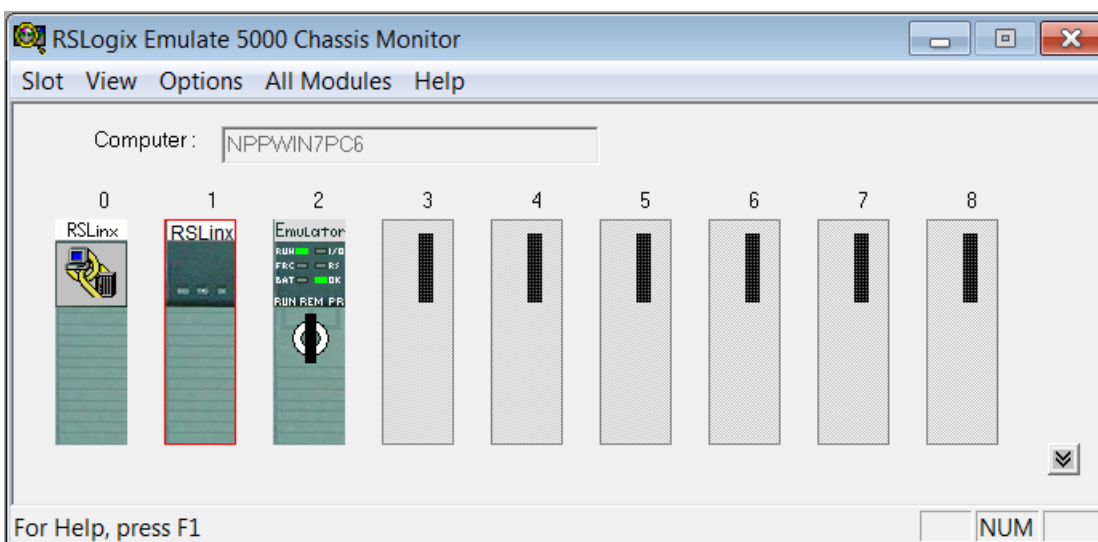 RSLogix Emulate 5000 Chassis Monitor
Slot View Options All Modules Help
Computer : NPPWIN7PC6
0 1 2 3 4 5 6 7 8
RSLinx RSLinx Emulator
RUN I/O
FRC RS
BAT OK
RUN REM PR
For Help, press F1 NUM